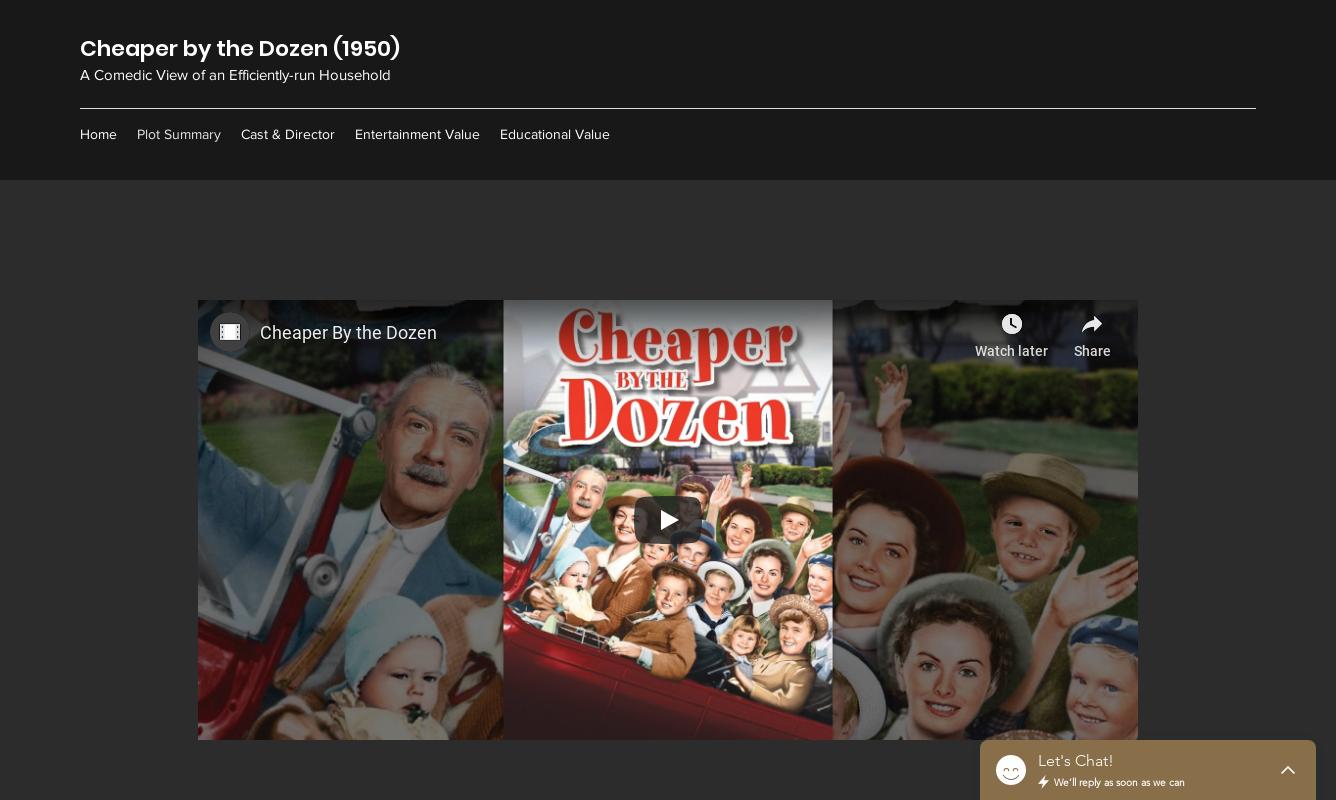 Cheaper by the Dozen (1950)
A Comedic View of an Efficiently-run Household
Home Plot Summary Cast & Director Entertainment Value Educational Value
Cheaper By the Dozen
Watch later Share
Cheaper
BY THE
Dozen
Let's Chat!
We'll reply as soon as we can